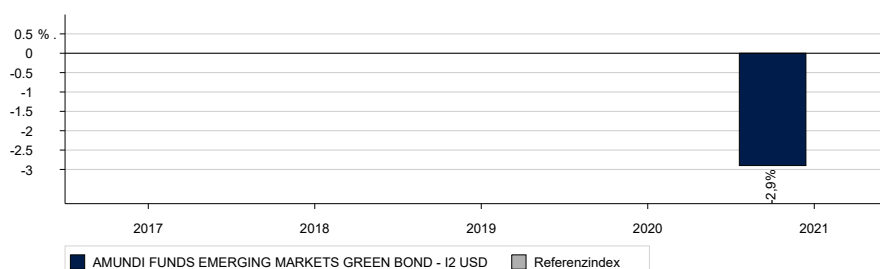 0.5 % .
0
-0.5
-1
-1.5
-2
-2.5
-3
-2,9%
2017 2018 2019 2020 2021
AMUNDI FUNDS EMERGING MARKETS GREEN BOND - I2 USD Referenzindex